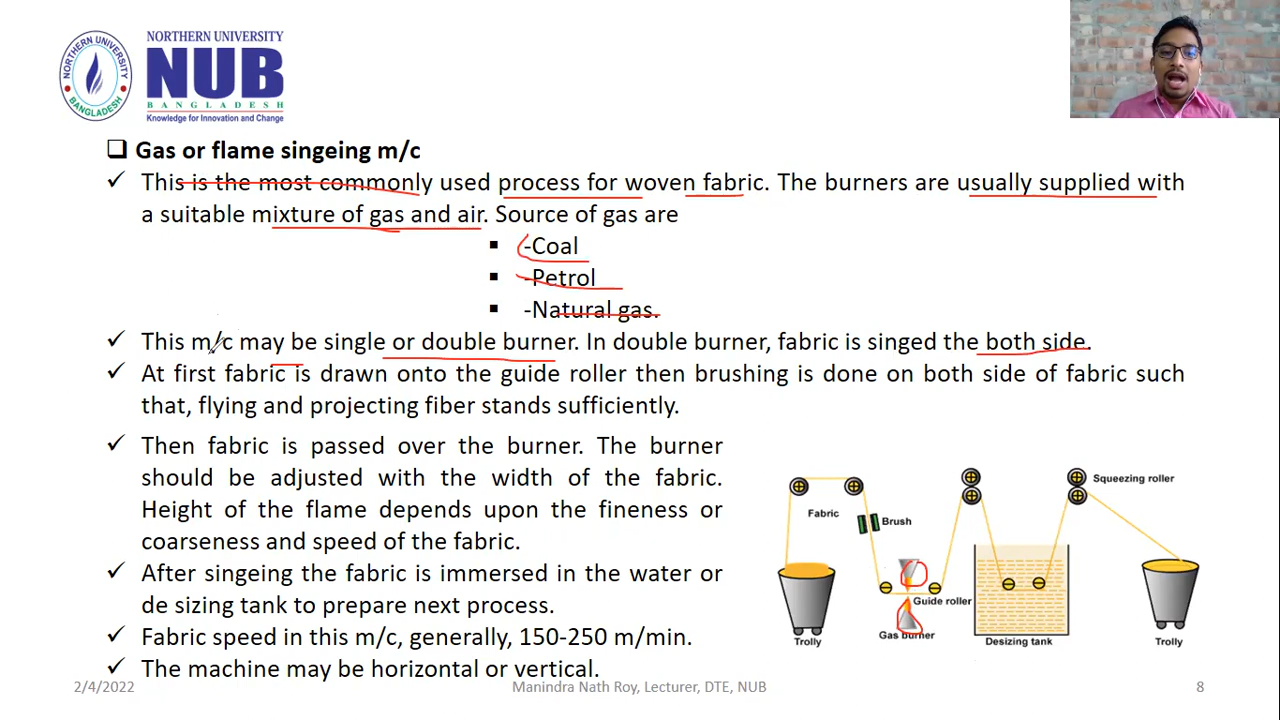 NORTHERN UNIVERSITY
NUB
BANGLADESH
Knowledge for Innovation and Change
NORTHERN UNIVERSITY
BANGLADESH
Gas or flame singeing m/c
This is the most commonly used process for woven fabric. The burners are usually supplied with
a suitable mixture of gas and air. Source of gas are
-Coal
-Petrol
-Natural gas.
This m/c may be single or double burner. In double burner, fabric is singed the both side.
At first fabric is drawn onto the guide roller then brushing is done on both side of fabric such
that, flying and projecting fiber stands sufficiently.
Then fabric is passed over the burner. The burner
should be adjusted with the width of the fabric.
Height of the flame depends upon the fineness or
coarseness and speed of the fabric.
After singeing the fabric is immersed in the water or
de sizing tank to prepare next process.
Fabric speed in this m/c, generally, 150-250 m/min.
The machine may be horizontal or vertical.
Squeezing roller
Fabric
Brush
Guide roller
Gas burner
Trolly
Desizing tank
Trolly
2/4/2022
Manindra Nath Roy, Lecturer, DTE, NUB
8